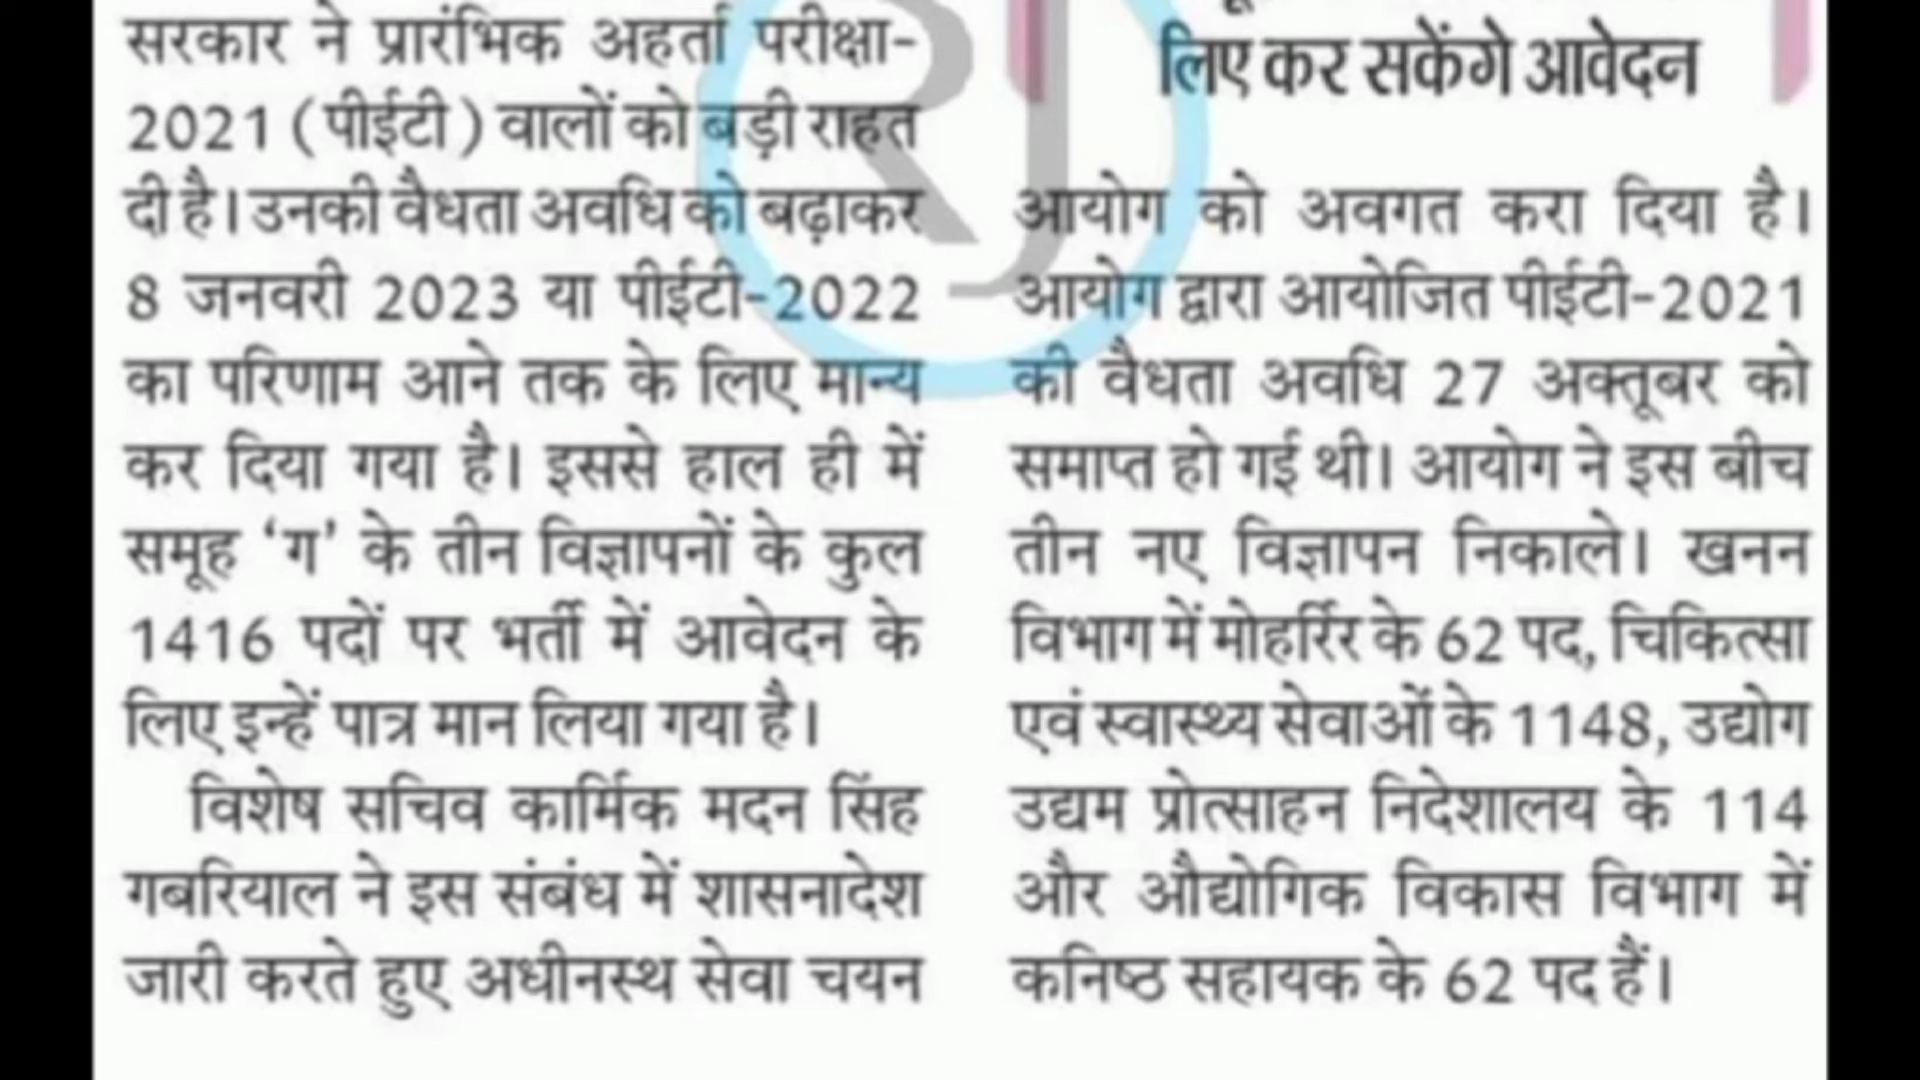 सरकार ने प्रारंभिक अहर्ता परीक्षा-
2021 (पीईटी) वालों को बड़ी राहत
दी है। उनकी वैधता अवधि को बढ़ाकर
8 जनवरी 2023 या पीईटी-2022
का परिणाम आने तक के लिए मान्य
कर दिया गया है। इससे हाल ही में
समूह ‘ग’ के तीन विज्ञापनों के कुल
1416 पदों पर भर्ती में आवेदन के
लिए इन्हें पात्र मान लिया गया है।
विशेष सचिव कार्मिक मदन सिंह
गबरियाल ने इस संबंध में शासनादेश
जारी करते हुए अधीनस्थ सेवा चयन
लिए कर सकेंगे आवेदन
आयोग को अवगत करा दिया है।
आयोग द्वारा आयोजित पीईटी-2021
की वैधता अवधि 27 अक्तूबर को
समाप्त हो गई थी। आयोग ने इस बीच
तीन नए विज्ञापन निकाले। खनन
विभाग में मोहर्रिर के 62 पद, चिकित्सा
एवं स्वास्थ्य सेवाओं के 1148, उद्योग
उद्यम प्रोत्साहन निदेशालय के 114
और औद्योगिक विकास विभाग में
कनिष्ठ सहायक के 62 पद हैं।
RJ